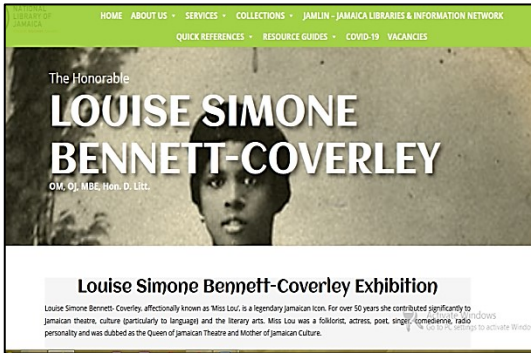 NATIONAL
LIBRARY OF
JAMAICA
HOME ABOUT US SERVICES COLLECTIONS JAMLIN – JAMAICA LIBRARIES & INFORMATION NETWORK
QUICK REFERENCES RESOURCE GUIDES COVID-19 VACANCIES
The Honorable
LOUISE SIMONE
BENNETT-COVERLEY
OM, OJ, MBE, Hon. D. Litt.
Louise Simone Bennett-Coverley Exhibition
Louise Simone Bennett- Coverley, affectionally known as 'Miss Lou', is a legendary Jamaican icon. For over 50 years she contributed significantly to
Jamaican theatre, culture (particularly to language) and the literary arts. Miss Lou was a folklorist, actress, poet, singer, comedienne, radio
personality and was dubbed as the Queen of Jamaican Theatre and Mother of Jamaican Culture.
Activate Windows
Go to PC settings to activate Windo